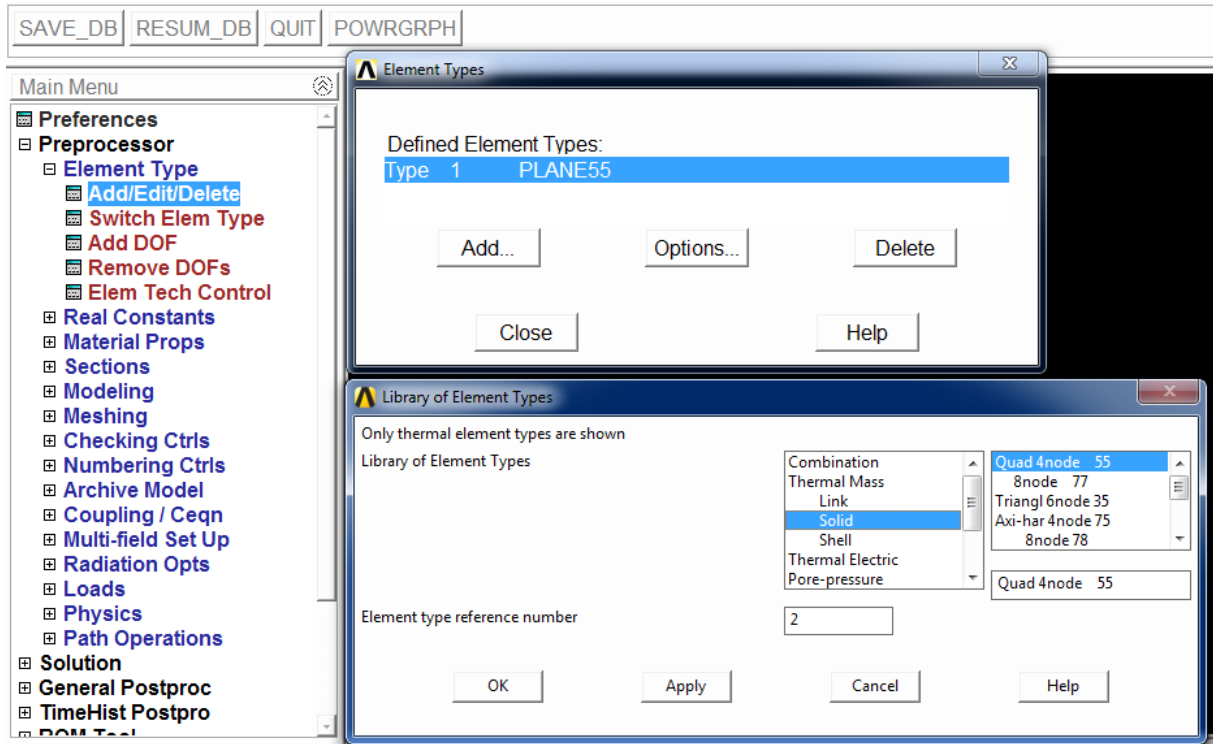 SAVE_DB RESUM_DB QUIT POWRGRPH
Main Menu
Preferences
Preprocessor
Element Type
Add/Edit/Delete
Switch Elem Type
Add DOF
Remove DOFs
Elem Tech Control
Real Constants
Material Props
Sections
Modeling
Meshing
Checking Ctrls
Numbering Ctrls
Archive Model
Coupling / Ceqn
Multi-field Set Up
Radiation Opts
Loads
Physics
Path Operations
Solution
General Postproc
TimeHist Postpro
ROM Tool
Element Types
Defined Element Types:
Type 1 PLANE55
Add... Options... Delete
Close Help
Library of Element Types
Only thermal element types are shown
Library of Element Types
Combination
Thermal Mass
Link
Solid
Shell
Thermal Electric
Pore-pressure
Quad 4node 55
8node 77
Triangl 6node 35
Axi-har 4node 75
8node 78
Quad 4node 55
Element type reference number
2
OK Apply Cancel Help